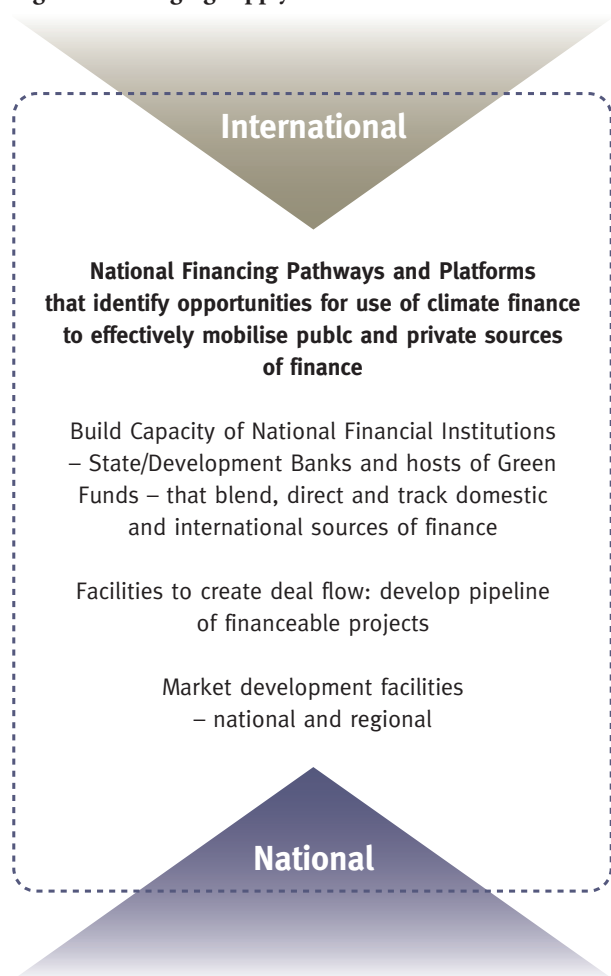 International
National Financing Pathways and Platforms
that identify opportunities for use of climate finance
to effectively mobilise publc and private sources
of finance
Build Capacity of National Financial Institutions
– State/Development Banks and hosts of Green
Funds – that blend, direct and track domestic
and international sources of finance
Facilities to create deal flow: develop pipeline
of financeable projects
Market development facilities
– national and regional
National